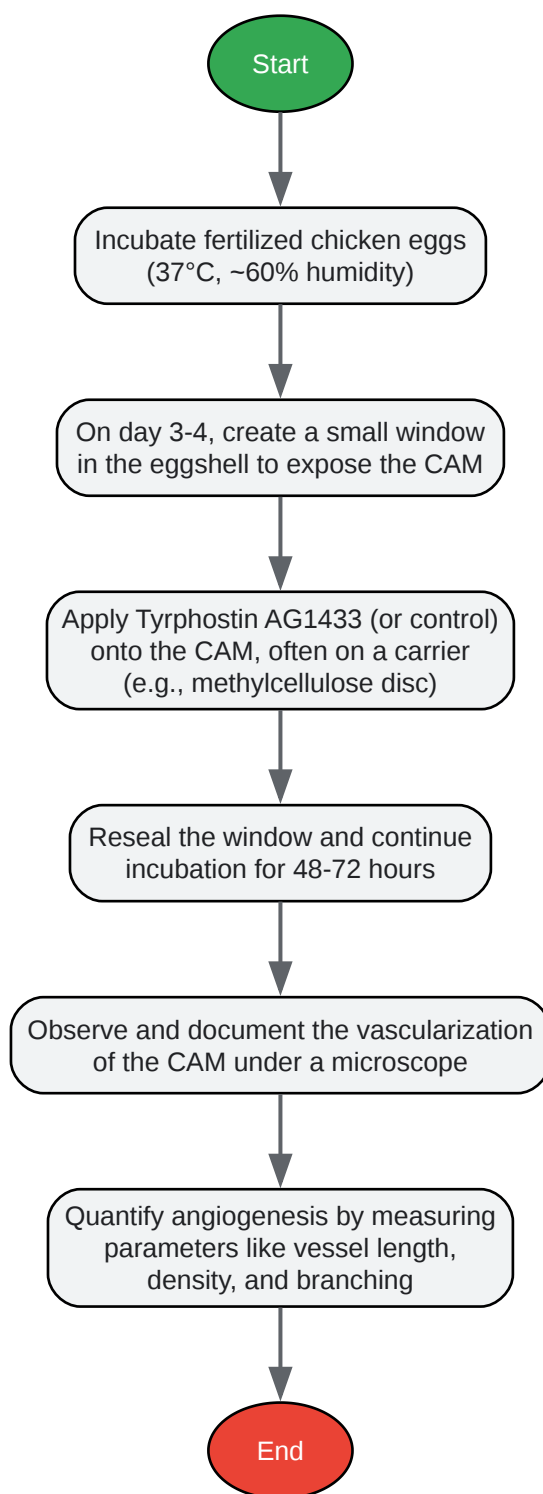 Start
Incubate fertilized chicken eggs
(37°C, ~60% humidity)
On day 3-4, create a small window
in the eggshell to expose the CAM
Apply Tyrphostin AG1433 (or control)
onto the CAM, often on a carrier
(e.g., methylcellulose disc)
Reseal the window and continue
incubation for 48-72 hours
Observe and document the vascularization
of the CAM under a microscope
Quantify angiogenesis by measuring
parameters like vessel length,
density, and branching
End